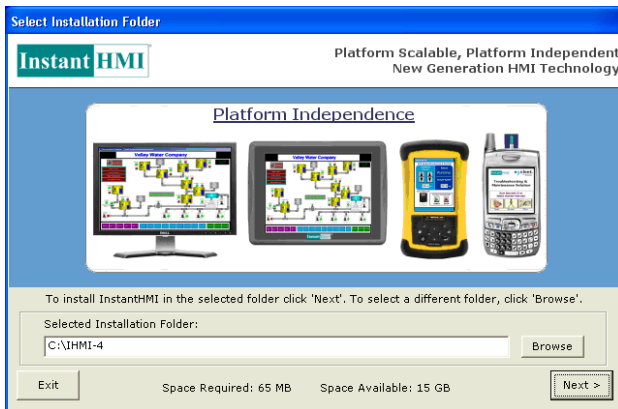 Select Installation Folder
Instant HMI
Platform Scalable, Platform Independent
New Generation HMI Technology
Platform Independence
Valley Water Company
Valley Water Company
To install InstantHMI in the selected folder click 'Next'. To select a different folder, click 'Browse'.
Selected Installation Folder:
C:\IHMI-4
Browse
Exit
Space Required: 65 MB
Space Available: 15 GB
Next >